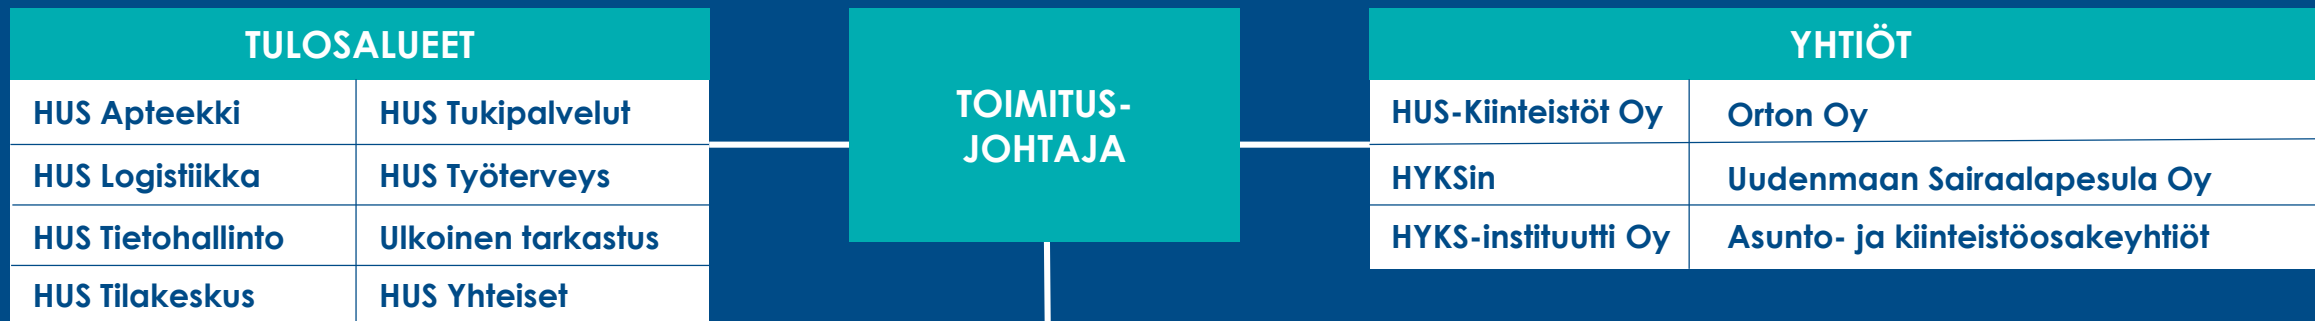 TULOSALUEET
HUS Apteekki
HUS Tukipalvelut
HUS Logistiikka
HUS Työterveys
HUS Tietohallinto
Ulkoinen tarkastus
HUS Tilakeskus
HUS Yhteiset
TOIMITUS-
JOHTAJA
YHTIÖT
HUS-Kiinteistöt Oy
Orton Oy
HYKSin
Uudenmaan Sairaalapesula Oy
HYKS-instituutti Oy
Asunto- ja kiinteistöosakeyhtiöt